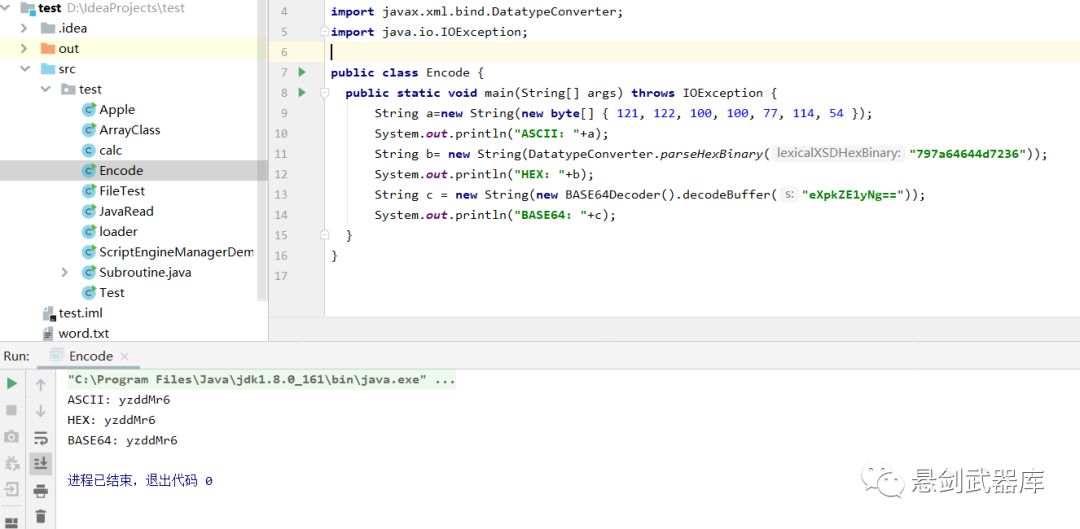 test D:\IdeaProjects\test
.idea
out
src
test
Apple
ArrayClass
calc
Encode
FileTest
JavaRead
loader
ScriptEngineManagerDem
Subroutine.java
Test
test.iml
word.txt
4 import javax.xml.bind.DatatypeConverter;
5 import java.io.IOException;
6
7 public class Encode {
8 public static void main(String[] args) throws IOException {
9 String a=new String(new byte[] { 121, 122, 100, 100, 77, 114, 54 });
10 System.out.println("ASCII: "+a);
11 String b= new String(DatatypeConverter.parseHexBinary( lexicalXSDHexBinary: "797a64644d7236"));
12 System.out.println("HEX: "+b);
13 String c = new String(new BASE64Decoder().decodeBuffer( s: "eXpkZE1yNg=="));
14 System.out.println("BASE64: "+c);
15 }
16 }
17
Run: Encode
"C:\Program Files\Java\jdk1.8.0_161\bin\java.exe" ...
ASCII: yzddMr6
HEX: yzddMr6
BASE64: yzddMr6
进程已结束，退出代码 0
悬剑武器库